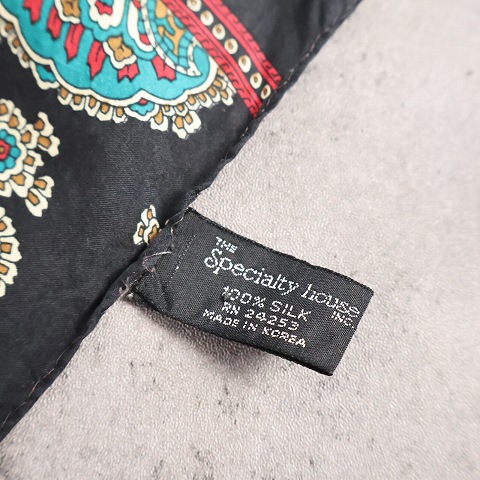 THE
Specialty house
INC.
100% SILK
RN 24253
MADE IN KOREA